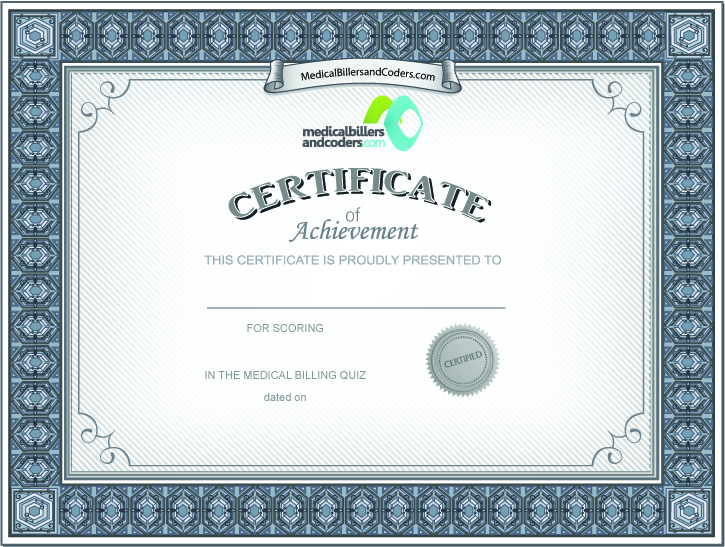 MedicalBillersandCoders.com
medicalbillers
andcoders.com
CERTIFICATE
of
Achievement
THIS CERTIFICATE IS PROUDLY PRESENTED TO
FOR SCORING
CERTIFIED
IN THE MEDICAL BILLING QUIZ
dated on